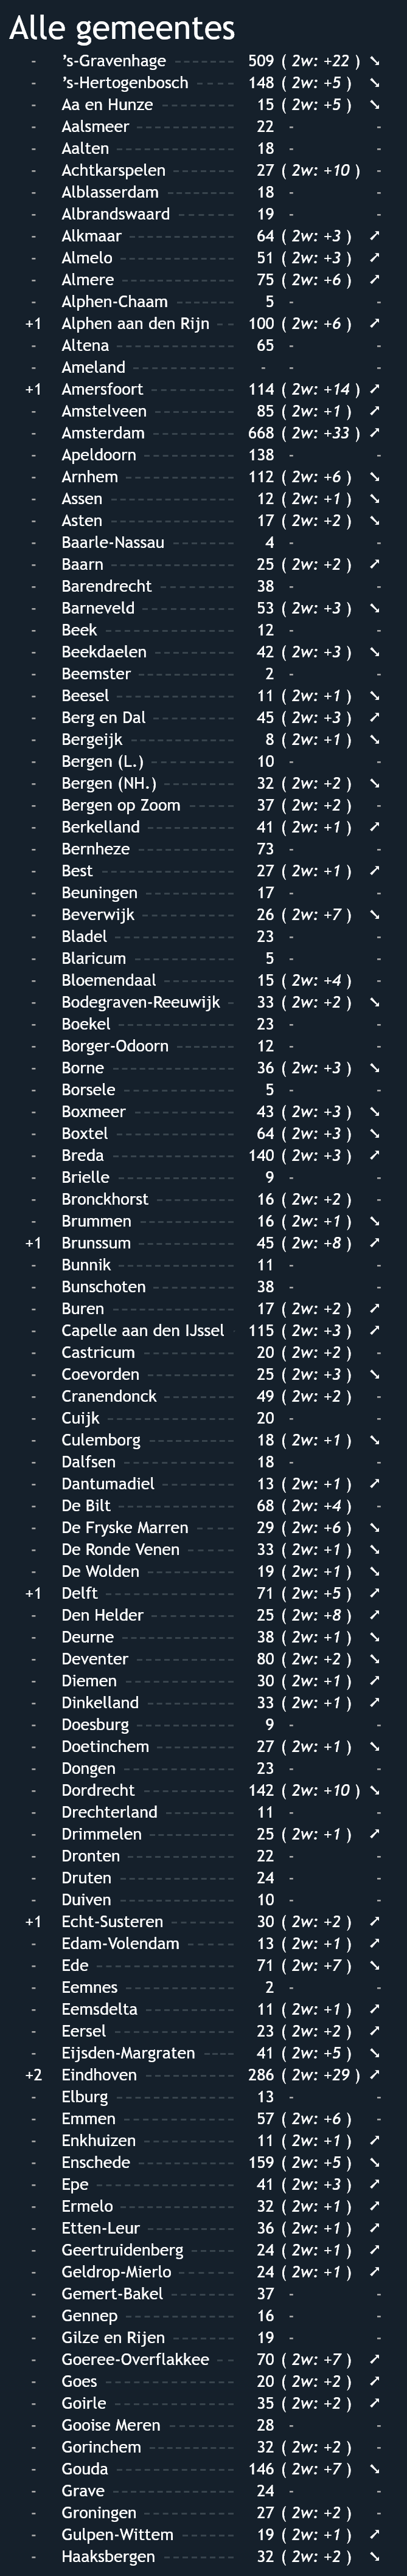 Alle gemeentes
- 's-Gravenhage 509 ( 2w: +22 ) ↘
- 's-Hertogenbosch 148 ( 2w: +5 ) ↘
- Aa en Hunze 15 ( 2w: +5 ) ↘
- Aalsmeer 22 - -
- Aalten 18 - -
- Achtkarspelen 27 ( 2w: +10 ) -
- Alblasserdam 18 - -
- Albrandswaard 19 - -
- Alkmaar 64 ( 2w: +3 ) ↗
- Almelo 51 ( 2w: +3 ) ↗
- Almere 75 ( 2w: +6 ) ↗
- Alphen-Chaam 5 - -
+1 Alphen aan den Rijn 100 ( 2w: +6 ) ↗
- Altena 65 - -
- Ameland - - -
+1 Amersfoort 114 ( 2w: +14 ) ↗
- Amstelveen 85 ( 2w: +1 ) ↗
- Amsterdam 668 ( 2w: +33 ) ↗
- Apeldoorn 138 - -
- Arnhem 112 ( 2w: +6 ) ↘
- Assen 12 ( 2w: +1 ) ↘
- Asten 17 ( 2w: +2 ) ↘
- Baarle-Nassau 4 - -
- Baarn 25 ( 2w: +2 ) ↗
- Barendrecht 38 - -
- Barneveld 53 ( 2w: +3 ) ↘
- Beek 12 - -
- Beekdaelen 42 ( 2w: +3 ) ↘
- Beemster 2 - -
- Beesel 11 ( 2w: +1 ) ↘
- Berg en Dal 45 ( 2w: +3 ) ↗
- Bergeijk 8 ( 2w: +1 ) ↘
- Bergen (L.) 10 - -
- Bergen (NH.) 32 ( 2w: +2 ) ↘
- Bergen op Zoom 37 ( 2w: +2 ) -
- Berkelland 41 ( 2w: +1 ) ↗
- Bernheze 73 - -
- Best 27 ( 2w: +1 ) ↗
- Beuningen 17 - -
- Beverwijk 26 ( 2w: +7 ) ↘
- Bladel 23 - -
- Blaricum 5 - -
- Bloemendaal 15 ( 2w: +4 ) -
- Bodegraven-Reeuwijk 33 ( 2w: +2 ) ↘
- Boekel 23 - -
- Borger-Odoorn 12 - -
- Borne 36 ( 2w: +3 ) ↘
- Borsele 5 - -
- Boxmeer 43 ( 2w: +3 ) ↘
- Boxtel 64 ( 2w: +3 ) ↘
- Breda 140 ( 2w: +3 ) ↗
- Brielle 9 - -
- Bronckhorst 16 ( 2w: +2 ) -
- Brummen 16 ( 2w: +1 ) ↘
+1 Brunssum 45 ( 2w: +8 ) ↗
- Bunnik 11 - -
- Bunschoten 38 - -
- Buren 17 ( 2w: +2 ) ↗
- Capelle aan den IJssel 115 ( 2w: +3 ) ↗
- Castricum 20 ( 2w: +2 ) -
- Coevorden 25 ( 2w: +3 ) ↘
- Cranendonck 49 ( 2w: +2 ) -
- Cuijk 20 - -
- Culemborg 18 ( 2w: +1 ) ↘
- Dalfsen 18 - -
- Dantumadiel 13 ( 2w: +1 ) ↗
- De Bilt 68 ( 2w: +4 ) -
- De Fryske Marren 29 ( 2w: +6 ) ↘
- De Ronde Venen 33 ( 2w: +1 ) ↘
- De Wolden 19 ( 2w: +1 ) ↘
+1 Delft 71 ( 2w: +5 ) ↗
- Den Helder 25 ( 2w: +8 ) ↗
- Deurne 38 ( 2w: +1 ) ↘
- Deventer 80 ( 2w: +2 ) ↘
- Diemen 30 ( 2w: +1 ) ↗
- Dinkelland 33 ( 2w: +1 ) ↗
- Doesburg 9 - -
- Doetinchem 27 ( 2w: +1 ) ↘
- Dongen 23 - -
- Dordrecht 142 ( 2w: +10 ) ↘
- Drechterland 11 - -
- Drimmelen 25 ( 2w: +1 ) ↗
- Dronten 22 - -
- Druten 24 - -
- Duiven 10 - -
+1 Echt-Susteren 30 ( 2w: +2 ) ↗
- Edam-Volendam 13 ( 2w: +1 ) ↗
- Ede 71 ( 2w: +7 ) ↘
- Eemnes 2 - -
- Eemsdelta 11 ( 2w: +1 ) ↗
- Eersel 23 ( 2w: +2 ) ↗
- Eijsden-Margraten 41 ( 2w: +5 ) ↘
+2 Eindhoven 286 ( 2w: +29 ) ↗
- Elburg 13 - -
- Emmen 57 ( 2w: +6 ) -
- Enkhuizen 11 ( 2w: +1 ) ↗
- Enschede 159 ( 2w: +5 ) ↘
- Epe 41 ( 2w: +3 ) ↗
- Ermelo 32 ( 2w: +1 ) ↗
- Etten-Leur 36 ( 2w: +1 ) ↗
- Geertruidenberg 24 ( 2w: +1 ) ↗
- Geldrop-Mierlo 24 ( 2w: +1 ) ↗
- Gemert-Bakel 37 - -
- Gennep 16 - -
- Gilze en Rijen 19 - -
- Goeree-Overflakkee 70 ( 2w: +7 ) ↗
- Goes 20 ( 2w: +2 ) ↗
- Goirle 35 ( 2w: +2 ) ↗
- Gooise Meren 28 - -
- Gorinchem 32 ( 2w: +2 ) -
- Gouda 146 ( 2w: +7 ) ↘
- Grave 24 - -
- Groningen 27 ( 2w: +2 ) -
- Gulpen-Wittem 19 ( 2w: +1 ) ↗
- Haaksbergen 32 ( 2w: +2 ) ↘